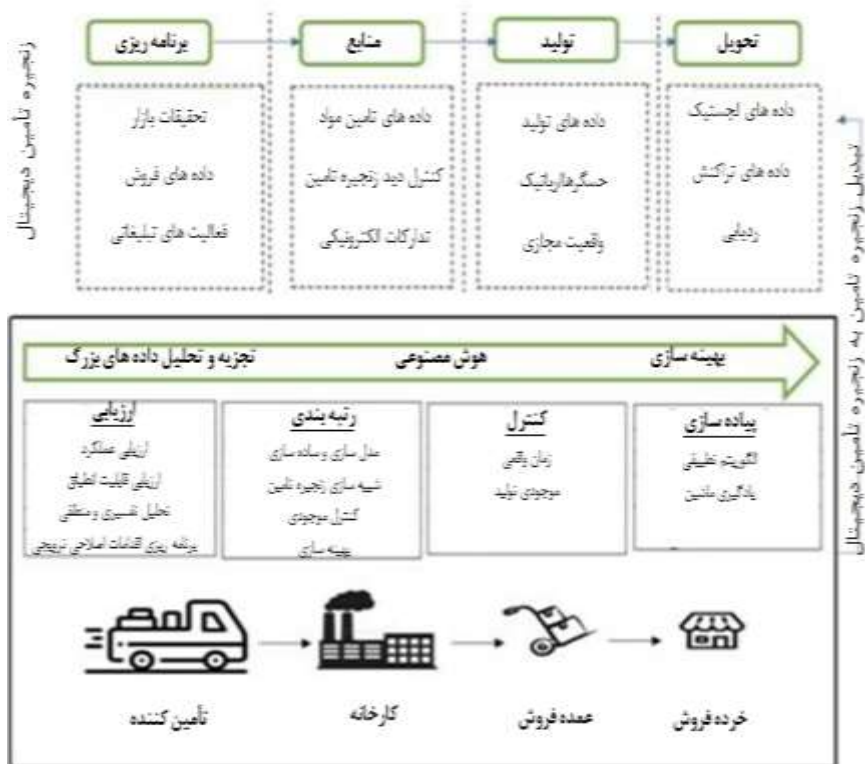 برنامه ریزی
منابع
تولید
تحویل
زنجیره تأمین دیجیتال
تحقیقات بازار
داده های فروش
فعالیت های تبلیغاتی
داده های تامین مواد
کنترل دید زنجیره تامین
تدارکات الکترونیکی
داده های تولید
حسگرهارباتیک
واقعیت مجازی
داده های لجستیک
داده های تراکنش
ردیابی
تبدیل زنجیره تامین به زنجیره تأمین دیجیتال
تجزیه و تحلیل داده های بزرگ
هوش مصنوعی
بهینه سازی
ارزیابی
ارزیابی عملکرد
ارزیابی قابلیت انطباق
تحلیل تفسیری و منطقی
برنامه ریزی اقدامات اصلاحی ترویجی
رتبه بندی
مدل سازی و ساده سازی
شبیه سازی زنجیره تامین
کنترل موجودی
بهینه سازی
کنترل
زمان واقعی
موجودی تولید
پیاده سازی
الگوریتم تطبیقی
یادگیری ماشین
تأمین کننده
کارخانه
عمده فروش
خرده فروش